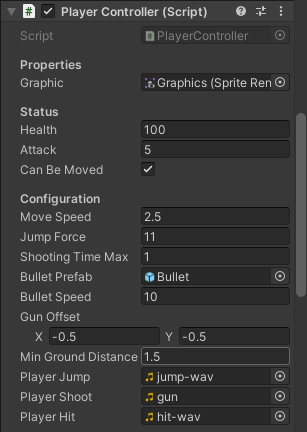 Player Controller (Script)
Script PlayerController
Properties
Graphic Graphics (Sprite Ren
Status
Health 100
Attack 5
Can Be Moved
Configuration
Move Speed 2.5
Jump Force 11
Shooting Time Max 1
Bullet Prefab Bullet
Bullet Speed 10
Gun Offset
X -0.5 Y -0.5
Min Ground Distance 1.5
Player Jump jump-wav
Player Shoot gun
Player Hit hit-wav